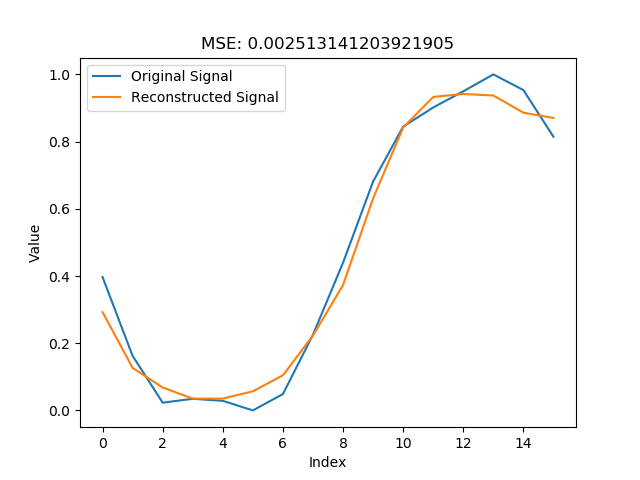 MSE: 0.002513141203921905
Original Signal
Reconstructed Signal
1.0
0.8
0.6
0.4
0.2
0.0
Value
0 2 4 6 8 10 12 14
Index